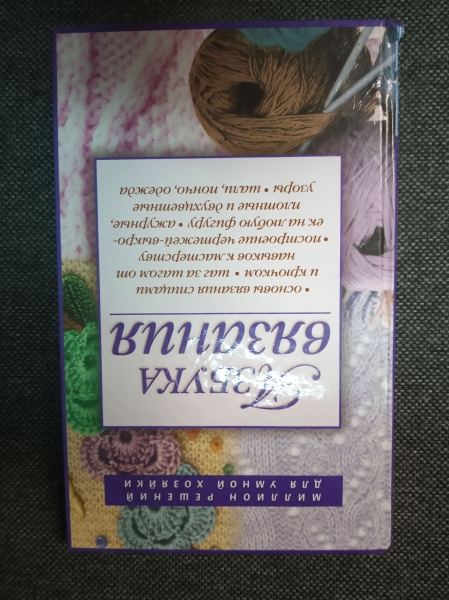 МИЛЛИОН РЕШЕНИЙ
ДЛЯ УМНОЙ ХОЗЯЙКИ
АЗБУКА
ВЯЗАНИЯ
• основы вязания спицами
и крючком • шаг за шагом от
навыков к мастерству
• построение чертежей-выкро-
ек на любую фигуру • ажурные,
плотные и двухцветные
узоры • шали, пончо, одежда